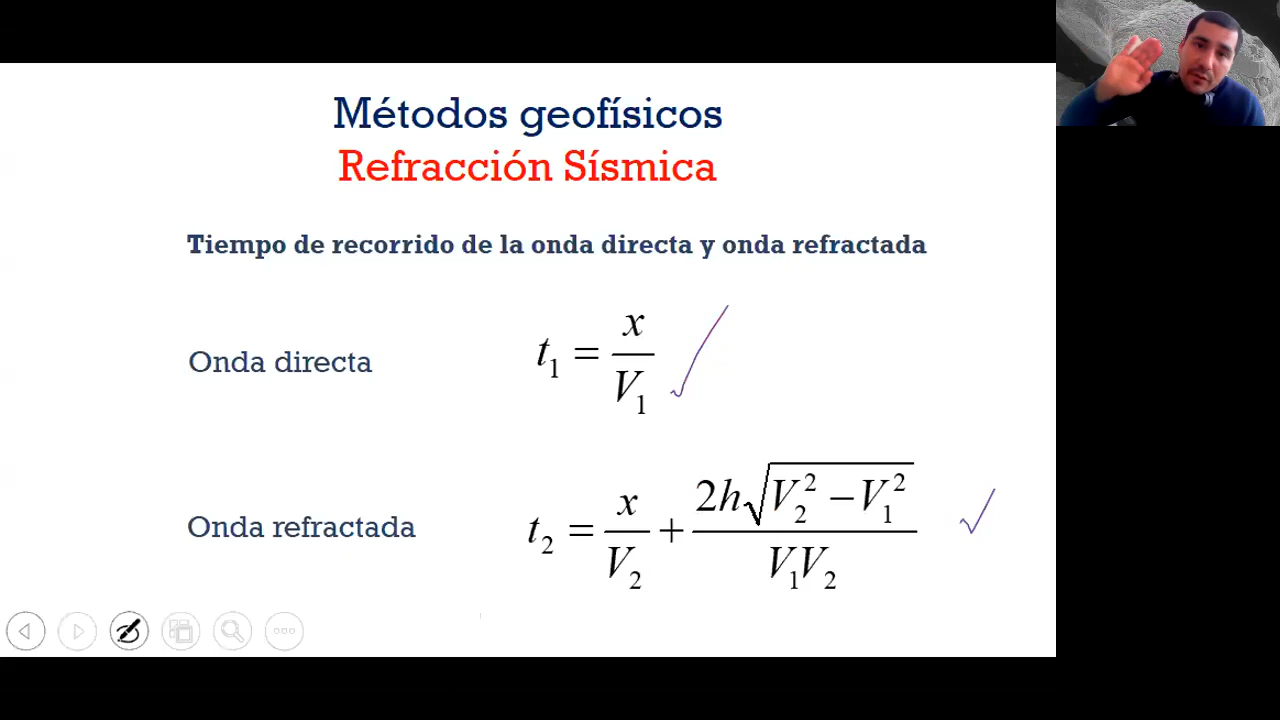 Métodos geofísicos
Refracción Sísmica
Tiempo de recorrido de la onda directa y onda refractada
Onda directa
t₁ = x / V₁
Onda refractada
t₂ = x / V₂ + 2h√(V₂² − V₁²) / V₁V₂